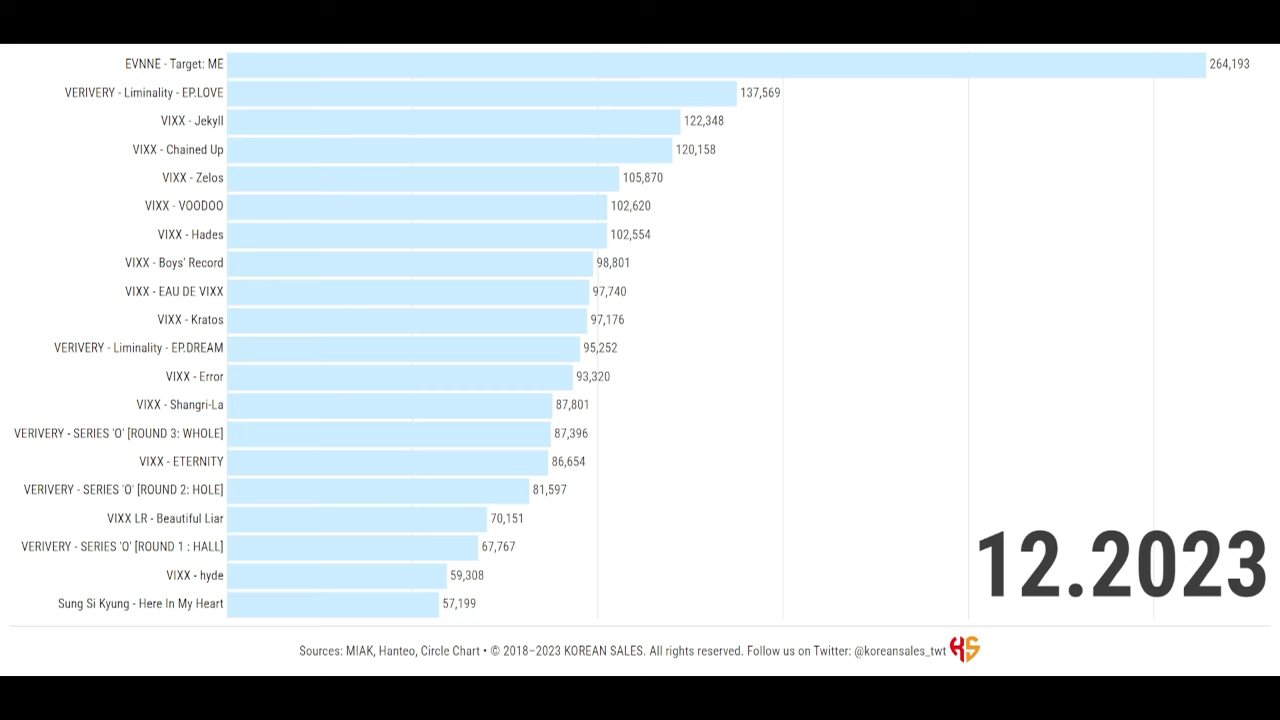 EVNNE - Target: ME 264,193
VERIVERY - Liminality - EP.LOVE 137,569
VIXX - Jekyll 122,348
VIXX - Chained Up 120,158
VIXX - Zelos 105,870
VIXX - VOODOO 102,620
VIXX - Hades 102,554
VIXX - Boys' Record 98,801
VIXX - EAU DE VIXX 97,740
VIXX - Kratos 97,176
VERIVERY - Liminality - EP.DREAM 95,252
VIXX - Error 93,320
VIXX - Shangri-La 87,801
VERIVERY - SERIES 'O' [ROUND 3: WHOLE] 87,396
VIXX - ETERNITY 86,654
VERIVERY - SERIES 'O' [ROUND 2: HOLE] 81,597
VIXX LR - Beautiful Liar 70,151
VERIVERY - SERIES 'O' [ROUND 1 : HALL] 67,767
VIXX - hyde 59,308
Sung Si Kyung - Here In My Heart 57,199
12.2023
Sources: MIAK, Hanteo, Circle Chart • © 2018–2023 KOREAN SALES. All rights reserved. Follow us on Twitter: @koreansales_twt KS